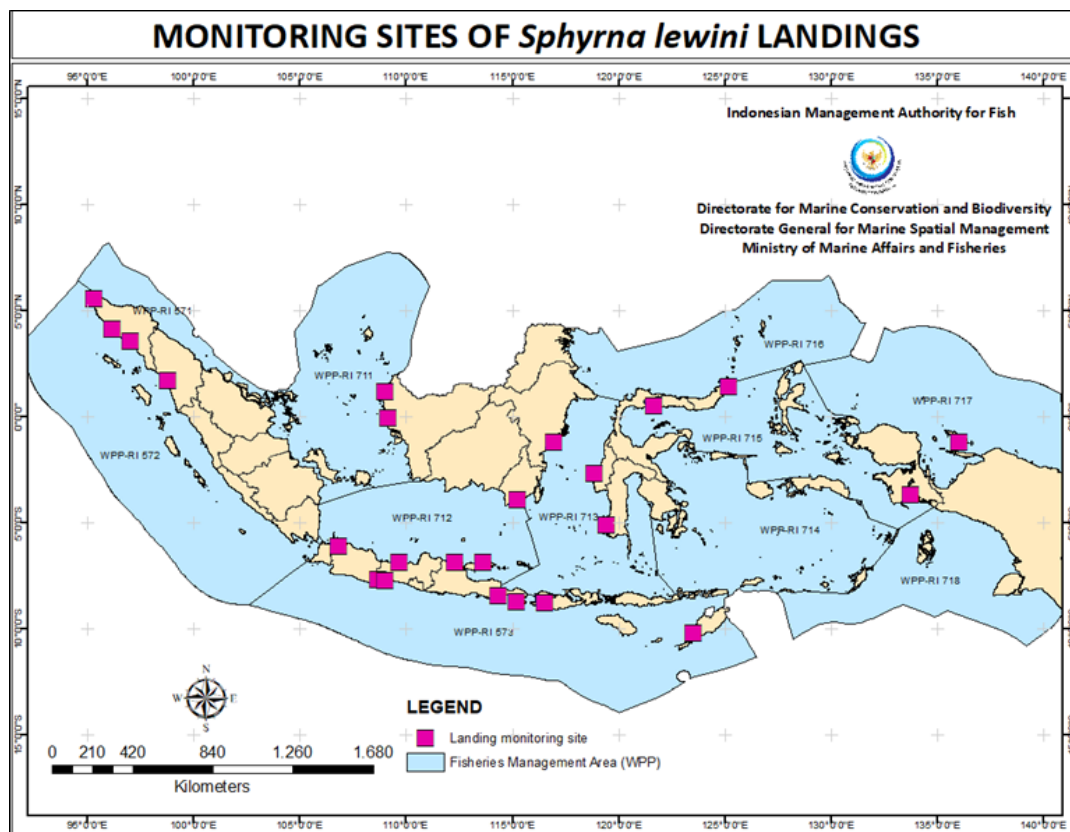 MONITORING SITES OF Sphyrna lewini LANDINGS
95°0'0"E 100°0'0"E 105°0'0"E 110°0'0"E 115°0'0"E 120°0'0"E 125°0'0"E 130°0'0"E 135°0'0"E 140°0'0"E
Indonesian Management Authority for Fish
Directorate for Marine Conservation and Biodiversity
Directorate General for Marine Spatial Management
Ministry of Marine Affairs and Fisheries
WPP-RI 571
WPP-RI 716
WPP-RI 711
WPP-RI 717
WPP-RI 715
WPP-RI 572
WPP-RI 712
WPP-RI 713
WPP-RI 714
WPP-RI 718
WPP-RI 573
N
W E
S
LEGEND
Landing monitoring site
Fisheries Management Area (WPP)
0 210 420 840 1.260 1.680
Kilometers
95°0'0"E 100°0'0"E 105°0'0"E 110°0'0"E 115°0'0"E 120°0'0"E 125°0'0"E 130°0'0"E 135°0'0"E 140°0'0"E